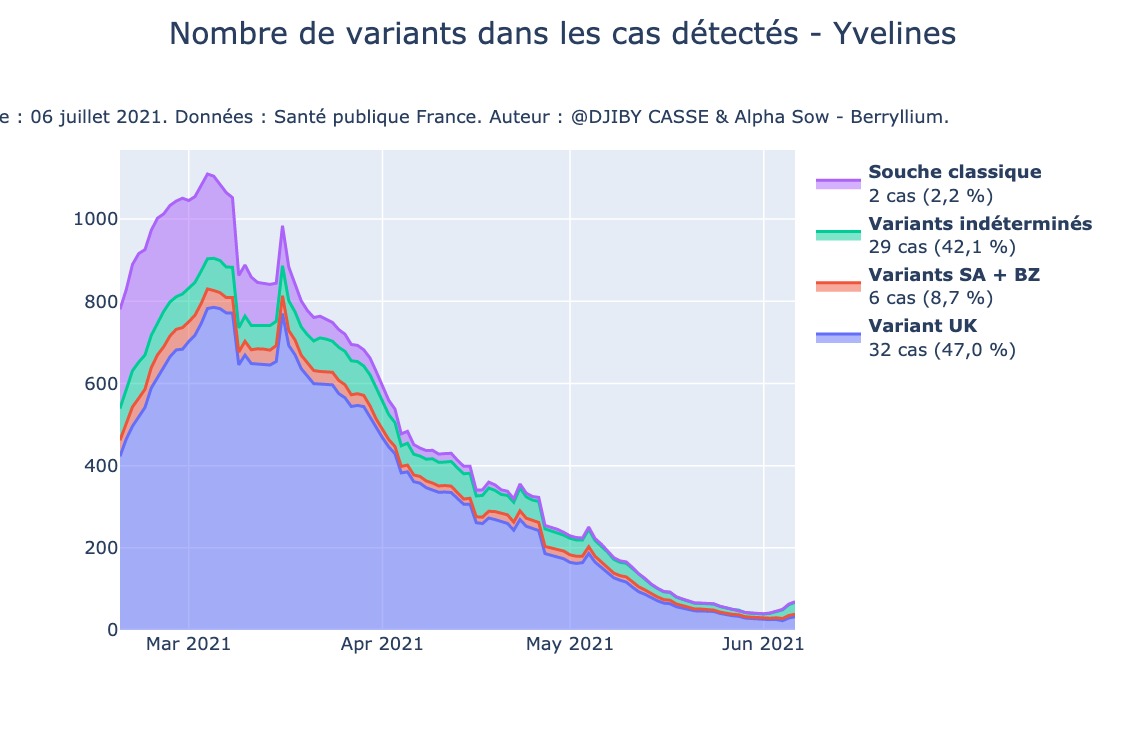 Nombre de variants dans les cas détectés - Yvelines
e : 06 juillet 2021. Données : Santé publique France. Auteur : @DJIBY CASSE & Alpha Sow - Berryllium.
Souche classique
2 cas (2,2 %)
Variants indéterminés
29 cas (42,1 %)
Variants SA + BZ
6 cas (8,7 %)
Variant UK
32 cas (47,0 %)
1000
800
600
400
200
0
Mar 2021 Apr 2021 May 2021 Jun 2021